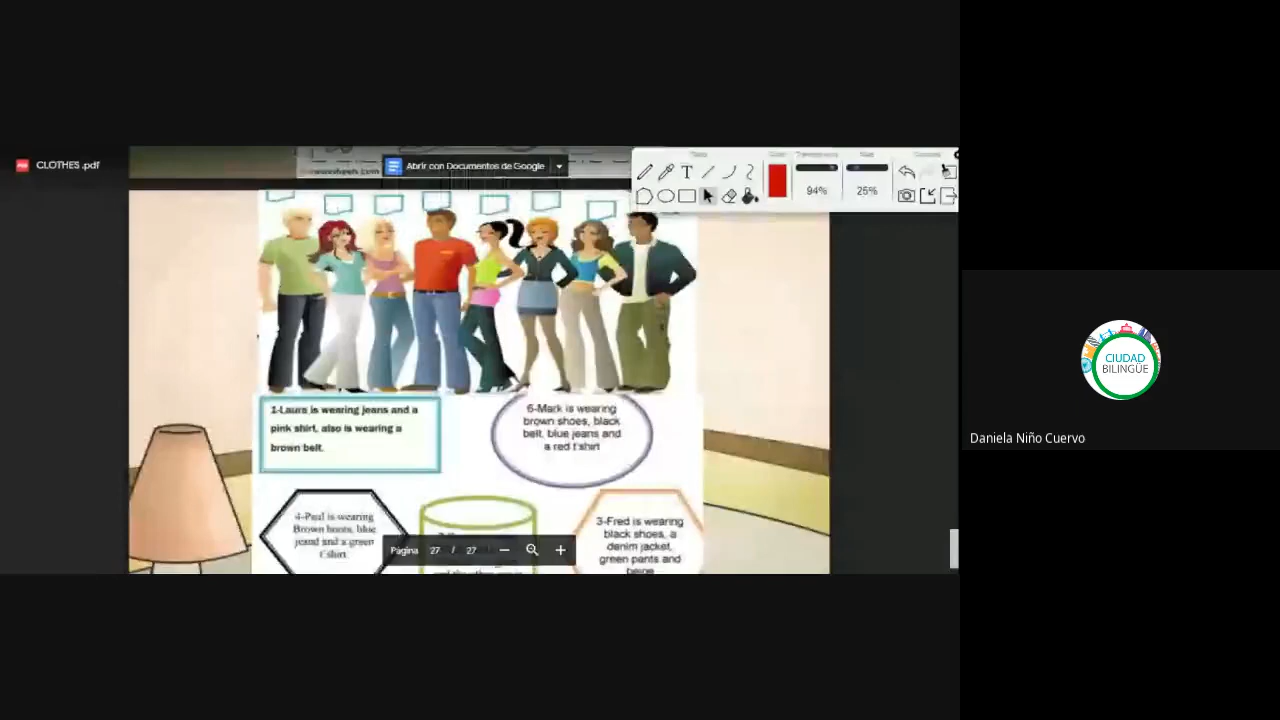 CLOTHES .pdf
Abrir con Documentos de Google
94%
25%
1-Laura is wearing jeans and a
pink shirt, also is wearing a
brown belt.
6-Mark is wearing
brown shoes, black
belt, blue jeans and
a red t'shirt
4-Paul is wearing
Brown boots, blue
jeand and a green
t'shirt
3-Fred is wearing
black shoes, a
denim jacket,
green pants and
beige
Página 27 / 27
CIUDAD
BILINGÜE
Daniela Niño Cuervo